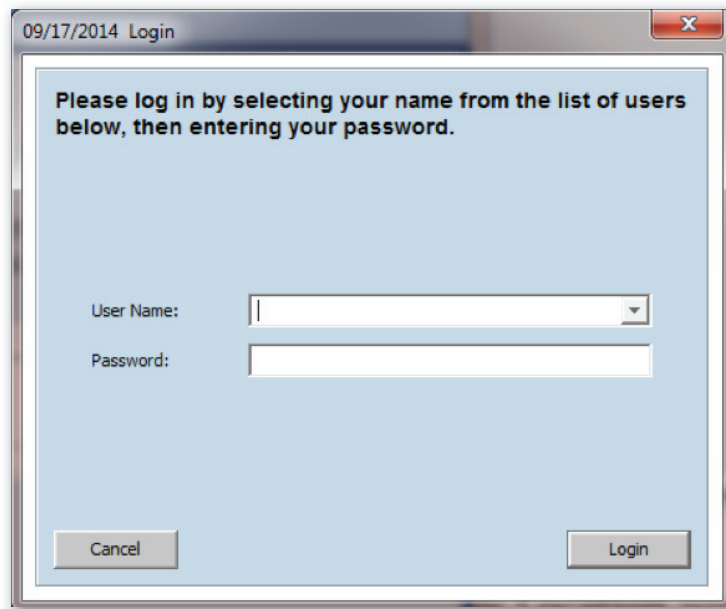 09/17/2014 Login
Please log in by selecting your name from the list of users
below, then entering your password.
User Name:
Password:
Cancel
Login